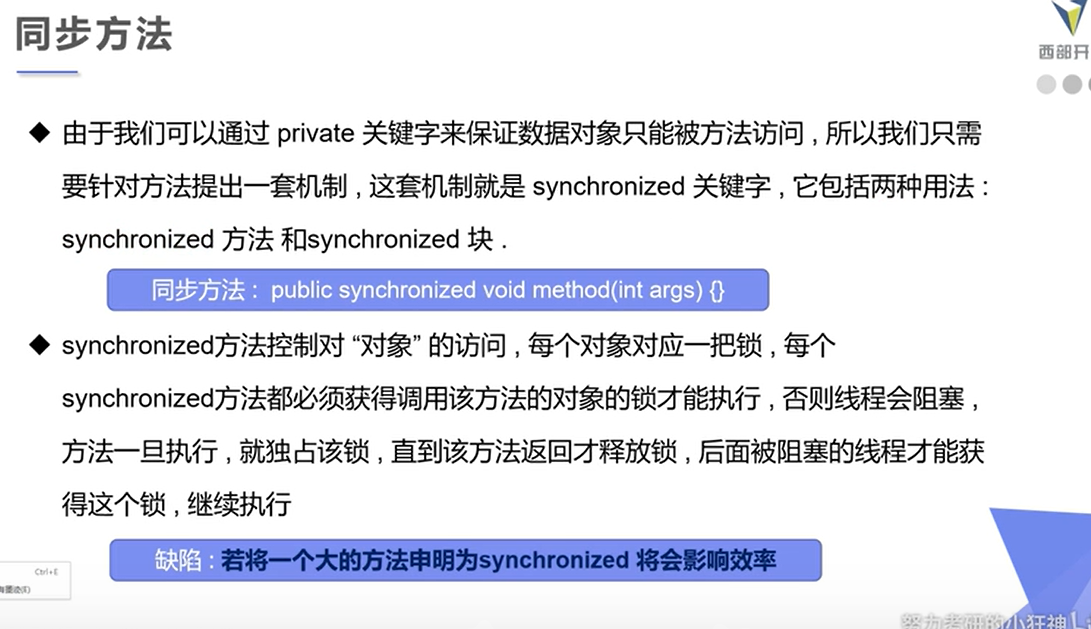 同步方法
西部开
◆ 由于我们可以通过 private 关键字来保证数据对象只能被方法访问 , 所以我们只需
要针对方法提出一套机制 , 这套机制就是 synchronized 关键字 , 它包括两种用法 :
synchronized 方法 和synchronized 块 .
同步方法 : public synchronized void method(int args) {}
◆ synchronized方法控制对 “对象” 的访问 , 每个对象对应一把锁 , 每个
synchronized方法都必须获得调用该方法的对象的锁才能执行 , 否则线程会阻塞 ,
方法一旦执行 , 就独占该锁 , 直到该方法返回才释放锁 , 后面被阻塞的线程才能获
得这个锁 , 继续执行
缺陷 : 若将一个大的方法申明为synchronized 将会影响效率
Ctrl+E
墨迹(E)
努力考研的小狂神